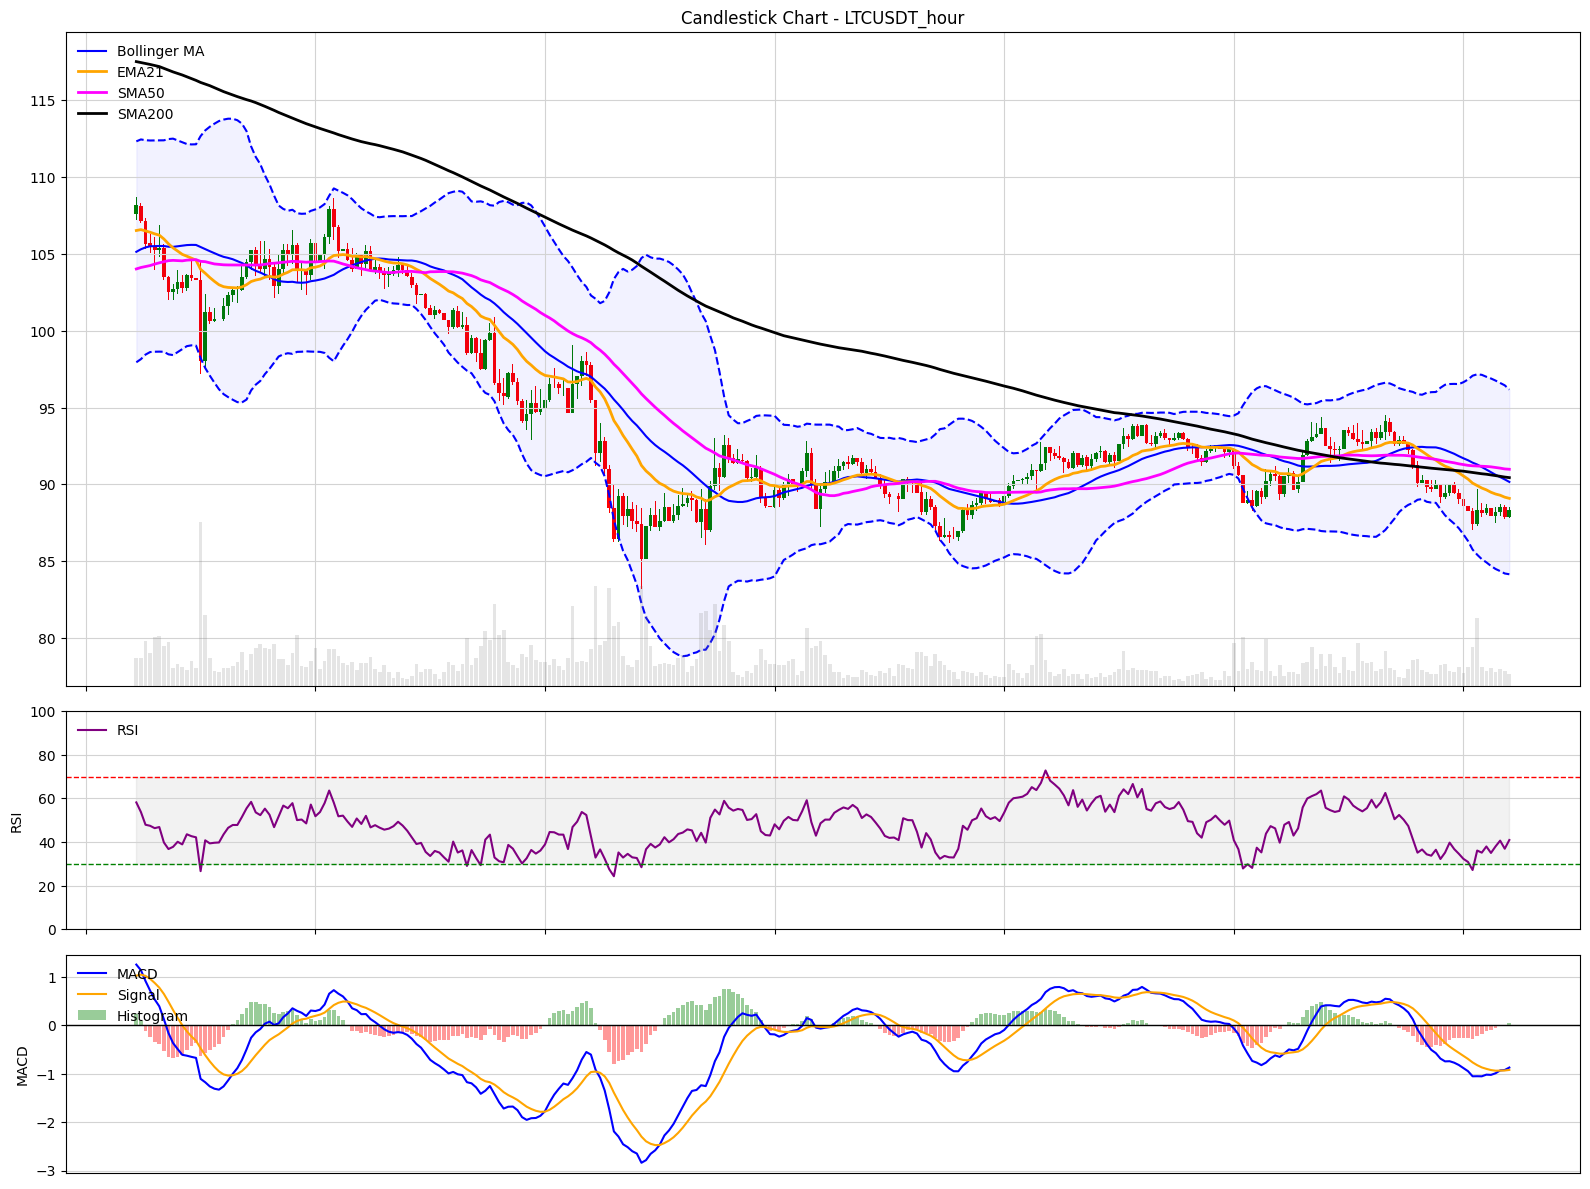 Candlestick Chart - LTCUSDT_hour
Bollinger MA
EMA21
SMA50
SMA200
115
110
105
100
95
90
85
80
100
RSI
80
60
RSI
40
20
0
MACD
1
Signal
Histogram
0
MACD
−1
−2
−3